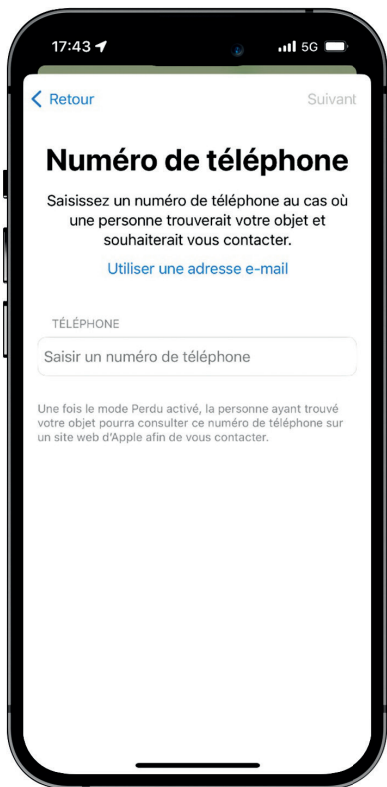 17:43
5G
Retour
Suivant
Numéro de téléphone
Saisissez un numéro de téléphone au cas où
une personne trouverait votre objet et
souhaiterait vous contacter.
Utiliser une adresse e-mail
TÉLÉPHONE
Saisir un numéro de téléphone
Une fois le mode Perdu activé, la personne ayant trouvé
votre objet pourra consulter ce numéro de téléphone sur
un site web d'Apple afin de vous contacter.